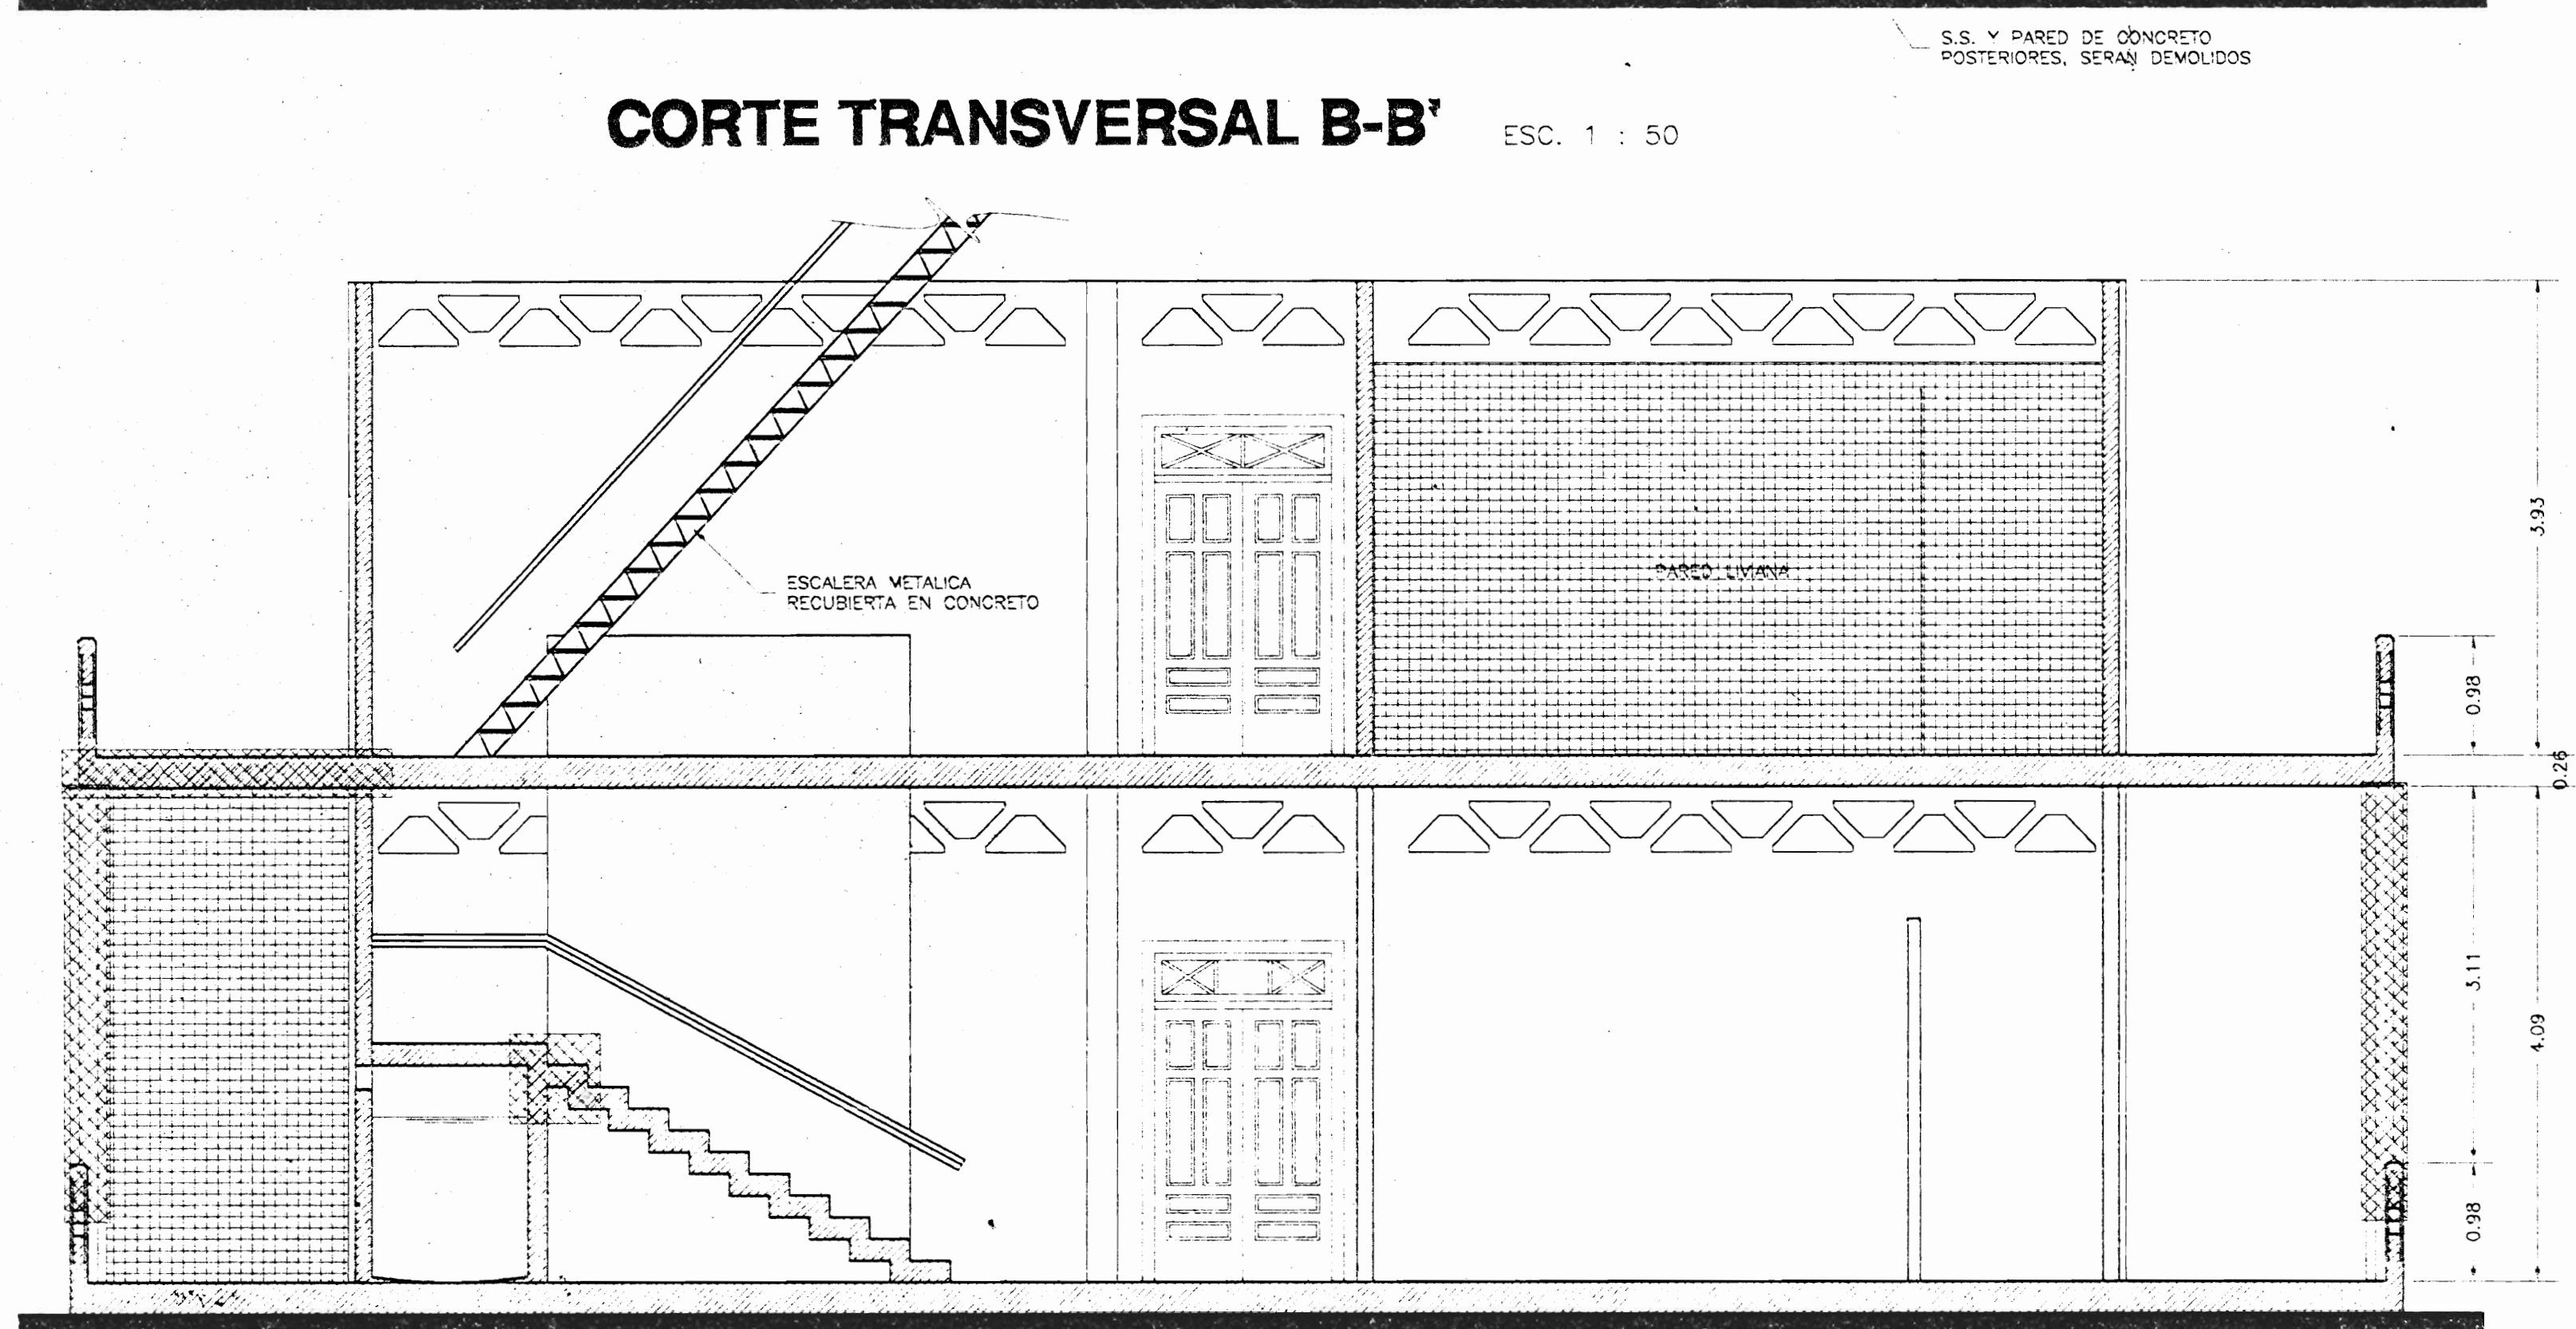 S.S. Y PARED DE CONCRETO
POSTERIORES, SERAN DEMOLIDOS
CORTE TRANSVERSAL B-B' ESC. 1 : 50
ESCALERA METALICA
RECUBIERTA EN CONCRETO
PARED LIVIANA
3.93
0.98
0.26
3.11
4.09
0.98